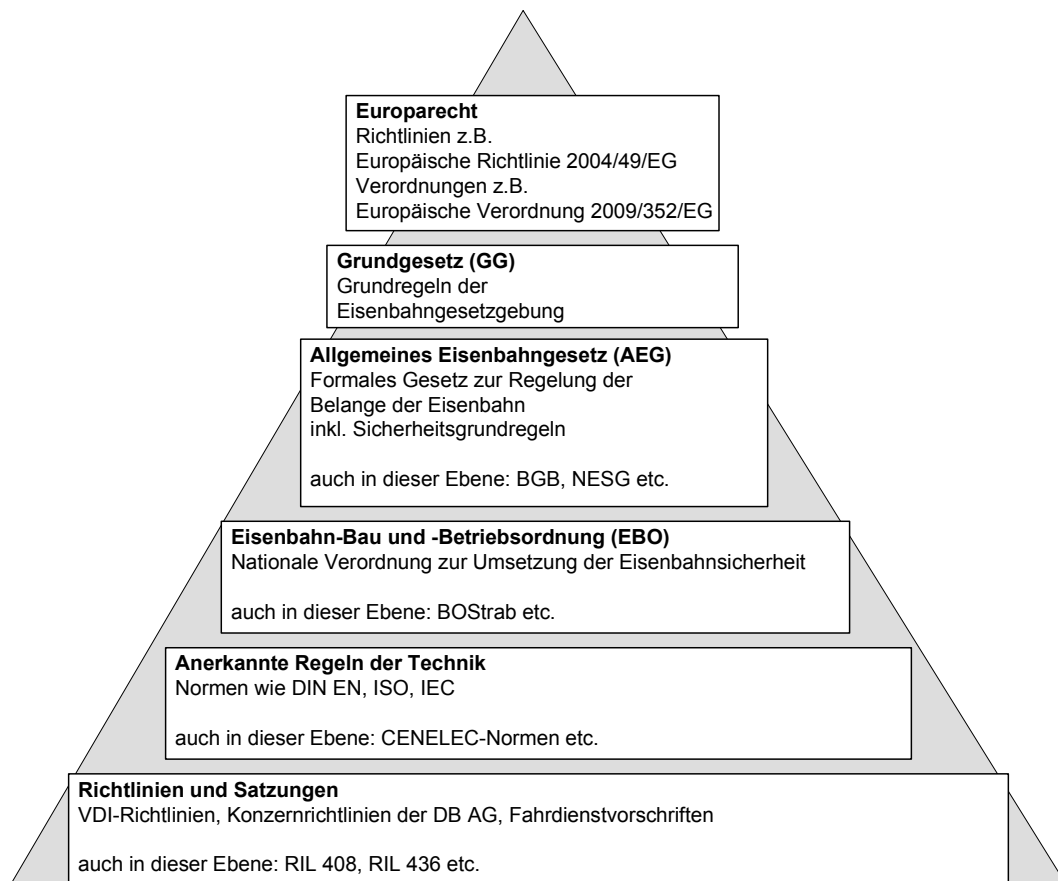 Europarecht
Richtlinien z.B.
Europäische Richtlinie 2004/49/EG
Verordnungen z.B.
Europäische Verordnung 2009/352/EG
Grundgesetz (GG)
Grundregeln der
Eisenbahngesetzgebung
Allgemeines Eisenbahngesetz (AEG)
Formales Gesetz zur Regelung der
Belange der Eisenbahn
inkl. Sicherheitsgrundregeln
auch in dieser Ebene: BGB, NESG etc.
Eisenbahn-Bau und -Betriebsordnung (EBO)
Nationale Verordnung zur Umsetzung der Eisenbahnsicherheit
auch in dieser Ebene: BOStrab etc.
Anerkannte Regeln der Technik
Normen wie DIN EN, ISO, IEC
auch in dieser Ebene: CENELEC-Normen etc.
Richtlinien und Satzungen
VDI-Richtlinien, Konzernrichtlinien der DB AG, Fahrdienstvorschriften
auch in dieser Ebene: RIL 408, RIL 436 etc.